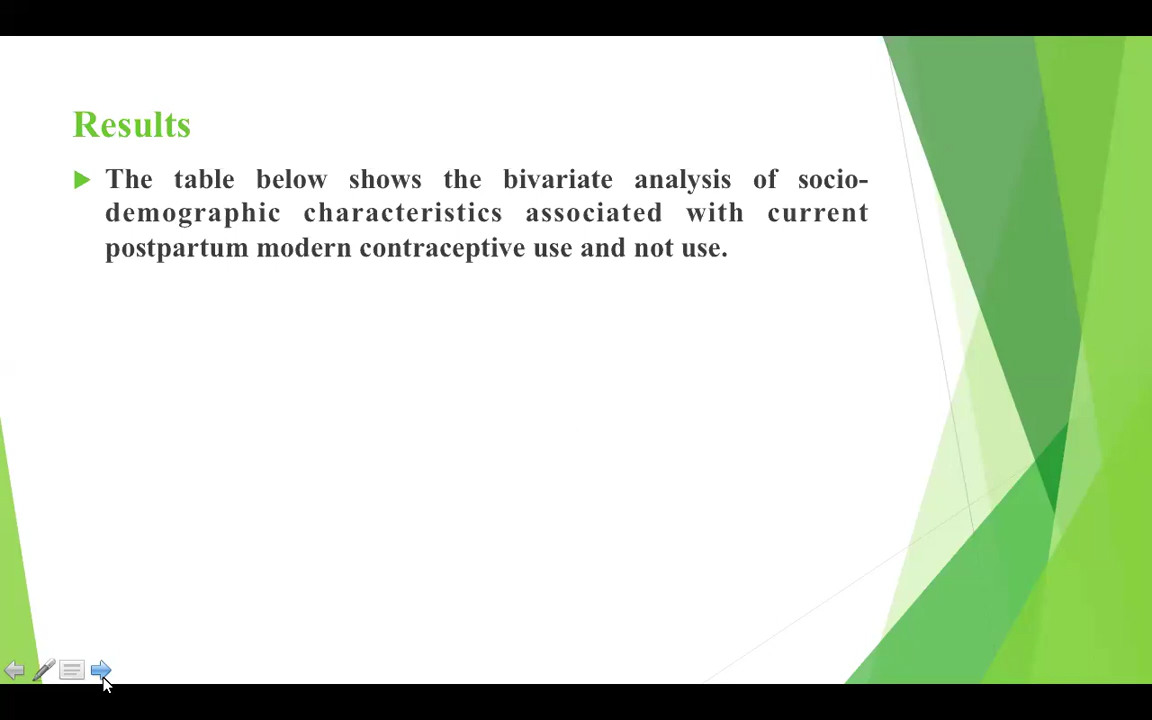 Results
The table below shows the bivariate analysis of socio-
demographic characteristics associated with current
postpartum modern contraceptive use and not use.